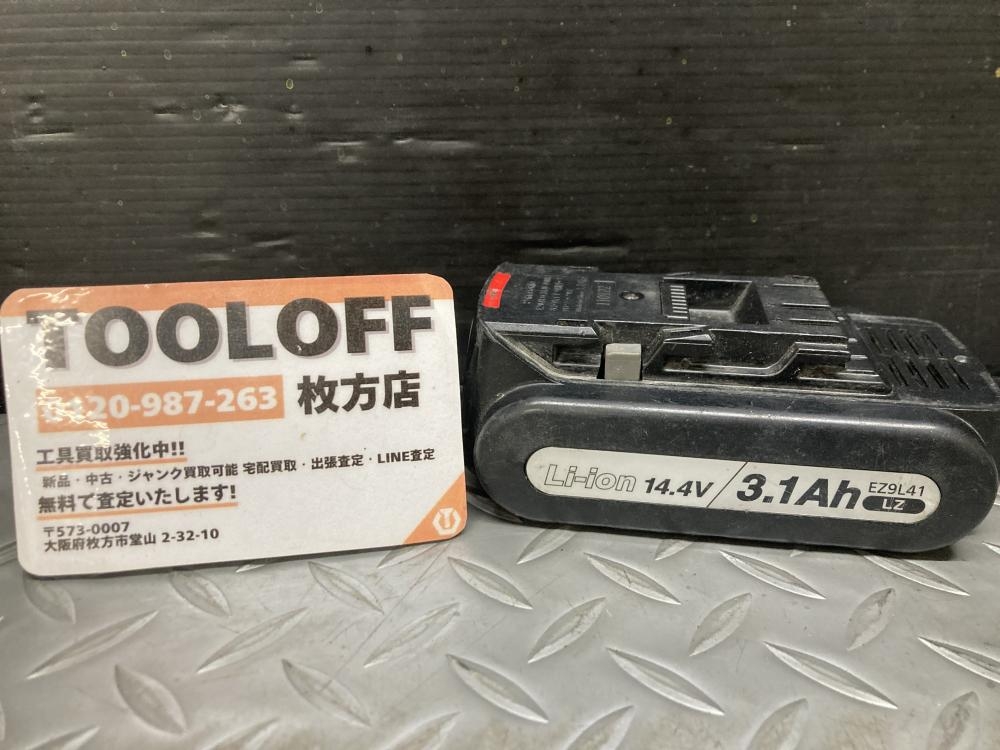 TOOLOFF
20-987-263 枚方店
工具買取強化中!!
新品・中古・ジャンク買取可能 宅配買取・出張査定・LINE査定
無料で査定いたします!
〒573-0007
大阪府枚方市堂山 2-32-10
Li-ion 14.4V/3.1Ah EZ9L41
LZ